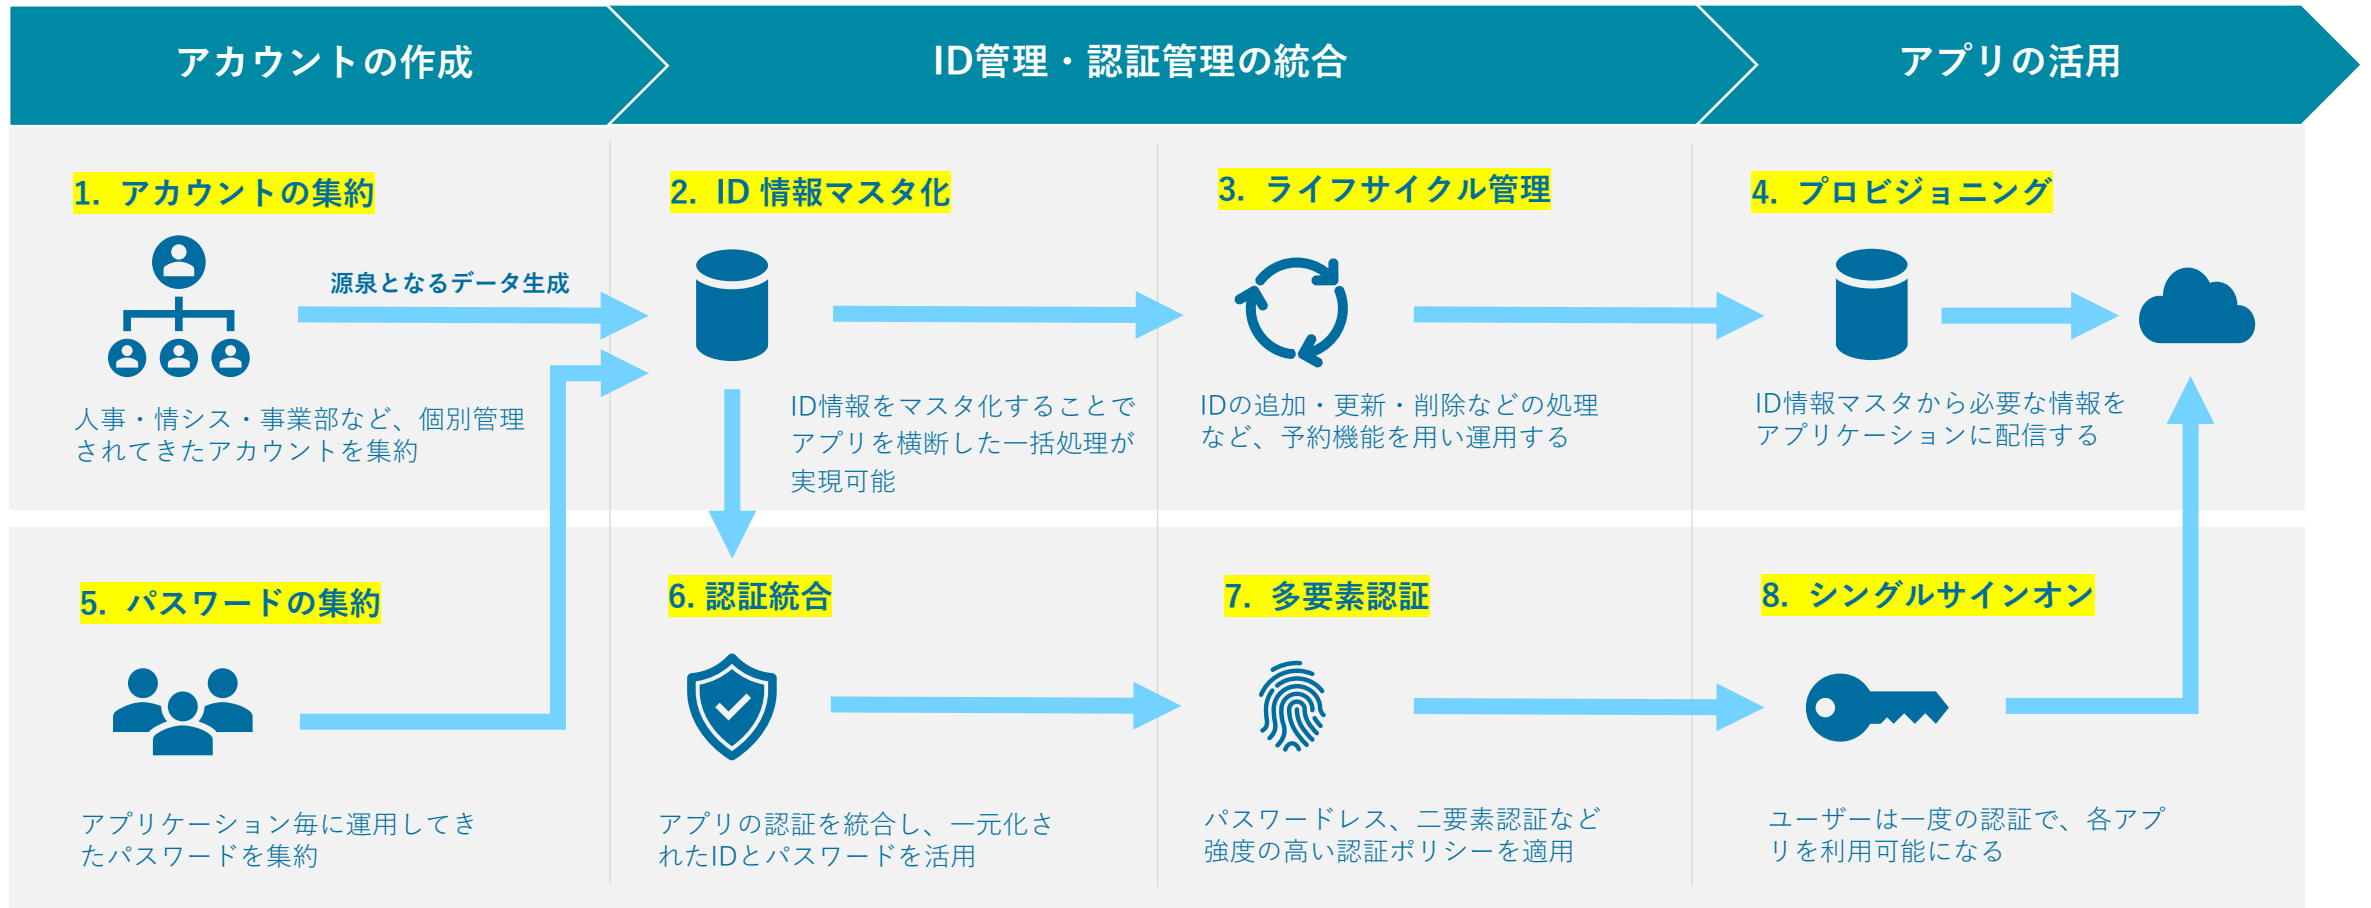 アカウントの作成
ID管理・認証管理の統合
アプリの活用
1. アカウントの集約
源泉となるデータ生成
人事・情シス・事業部など、個別管理
されてきたアカウントを集約
2. ID 情報マスタ化
ID情報をマスタ化することで
アプリを横断した一括処理が
実現可能
3. ライフサイクル管理
IDの追加・更新・削除などの処理
など、予約機能を用い運用する
4. プロビジョニング
ID情報マスタから必要な情報を
アプリケーションに配信する
5. パスワードの集約
アプリケーション毎に運用してき
たパスワードを集約
6. 認証統合
アプリの認証を統合し、一元化さ
れたIDとパスワードを活用
7. 多要素認証
パスワードレス、二要素認証など
強度の高い認証ポリシーを適用
8. シングルサインオン
ユーザーは一度の認証で、各アプ
リを利用可能になる